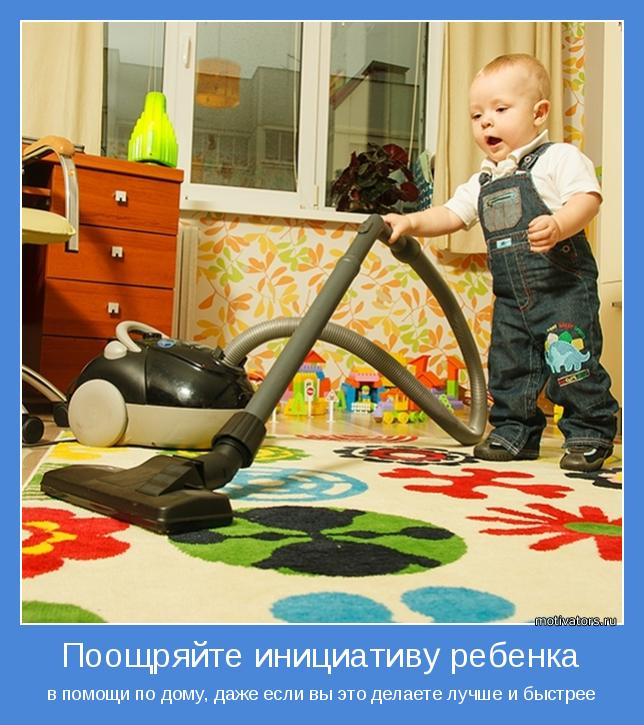 motivators.ru
Поощряйте инициативу ребенка
в помощи по дому, даже если вы это делаете лучше и быстрее